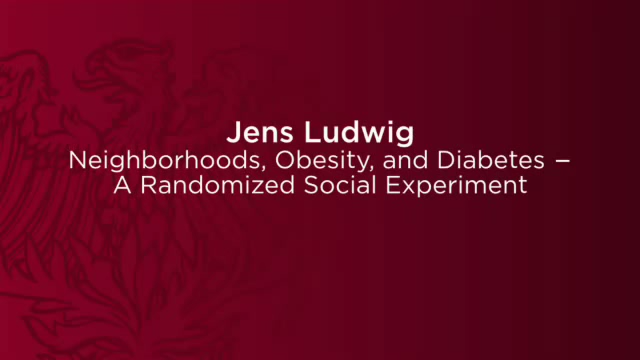 Jens Ludwig
Neighborhoods, Obesity, and Diabetes –
A Randomized Social Experiment